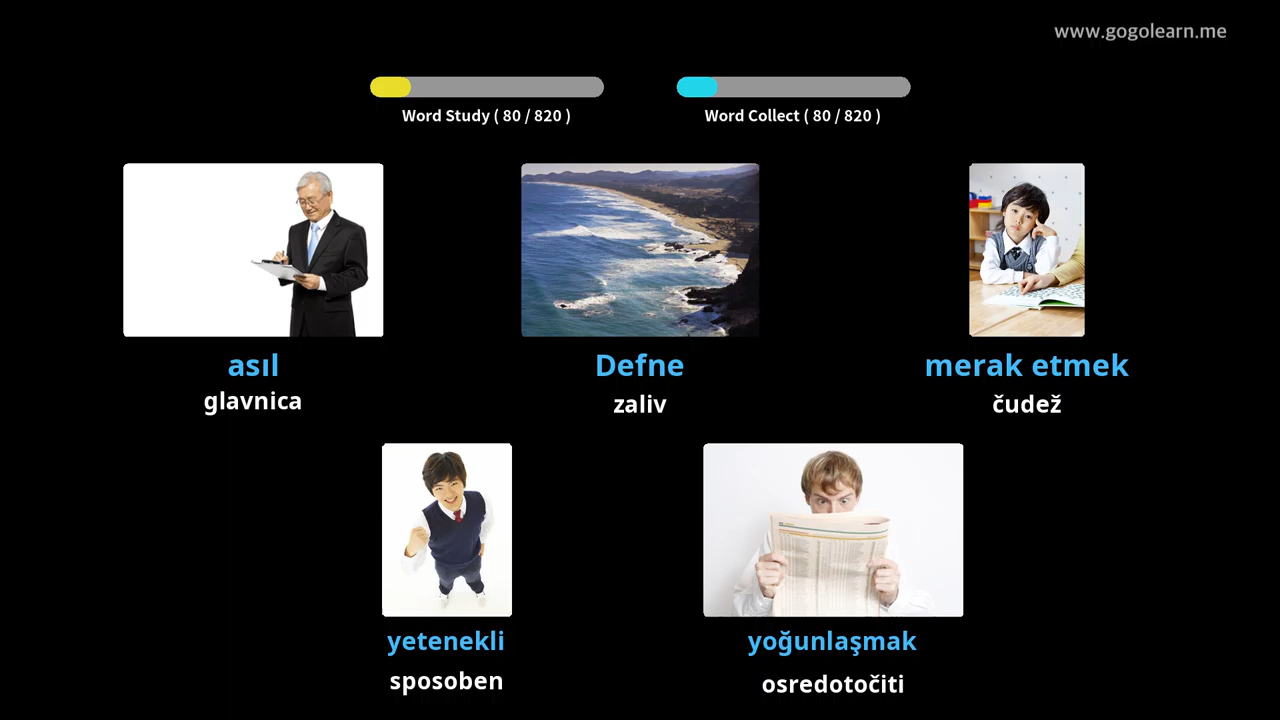 www.gogolearn.me
Word Study ( 80 / 820 )
Word Collect ( 80 / 820 )
asıl
glavnica
Defne
zaliv
merak etmek
čudež
yetenekli
sposoben
yoğunlaşmak
osredotočiti